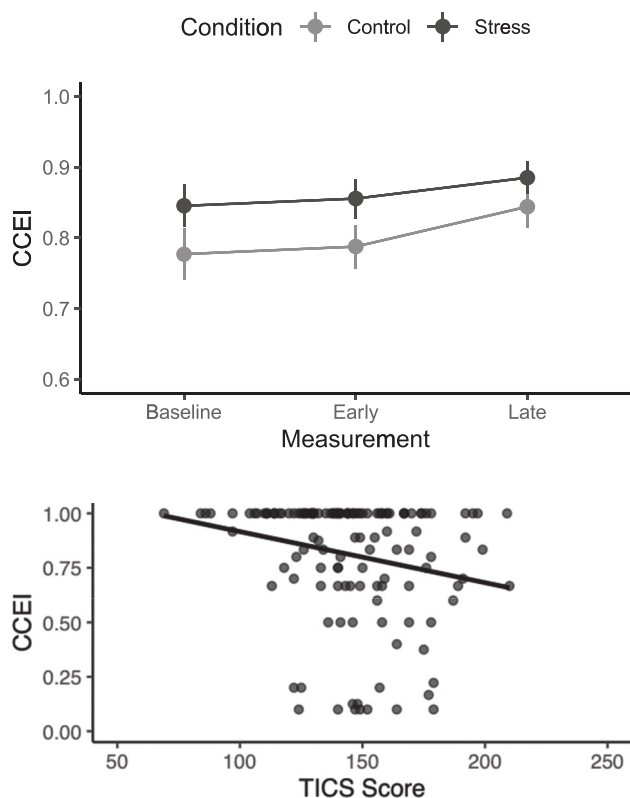 Condition Control Stress
1.0
0.9
0.8
0.7
0.6
CCEI
Baseline Early Late
Measurement
1.00
0.75
0.50
0.25
0.00
CCEI
50 100 150 200 250
TICS Score